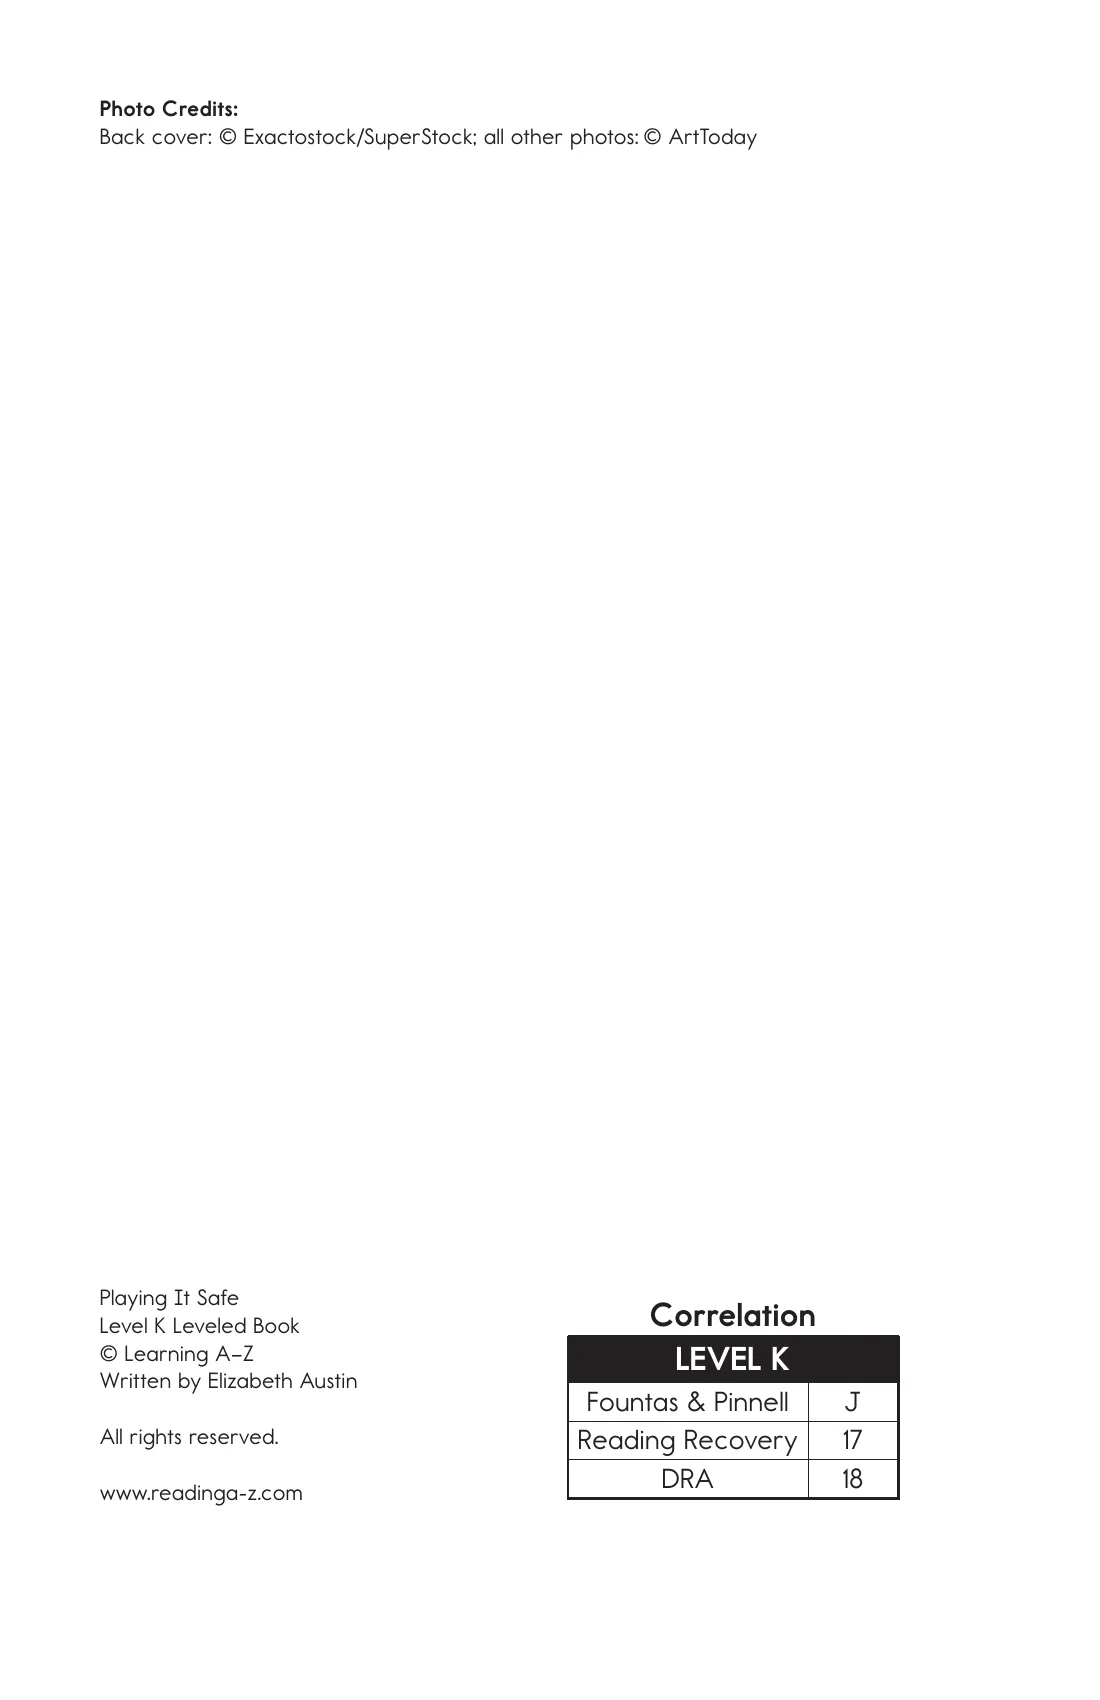 Photo Credits:
Back cover: © Exactostock/SuperStock; all other photos: © ArtToday
Playing It Safe
Level K Leveled Book
© Learning A–Z
Written by Elizabeth Austin
All rights reserved.
www.readinga-z.com
Correlation
LEVEL K
Fountas & Pinnell J
Reading Recovery 17
DRA 18